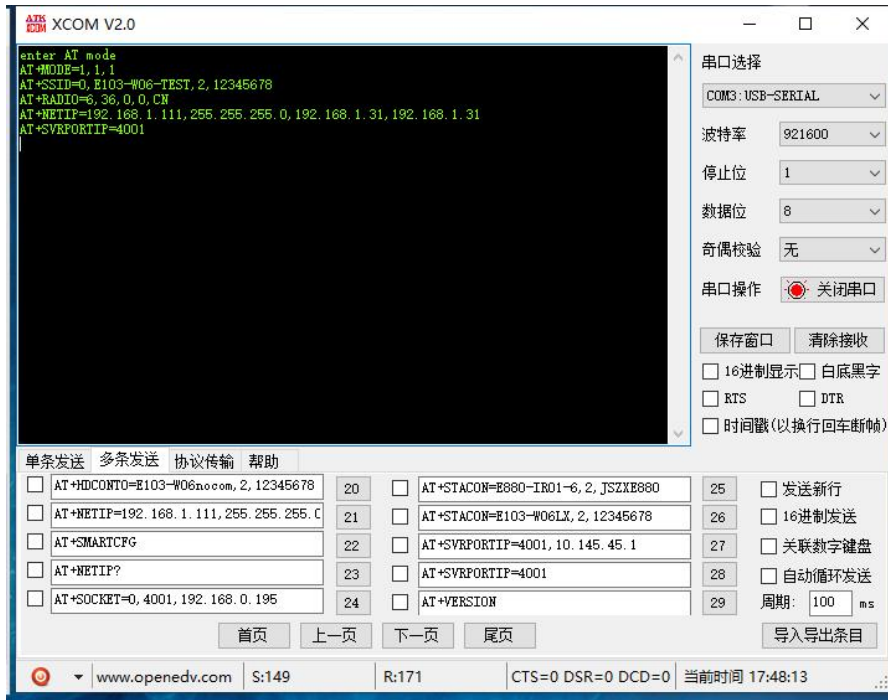 ATK XCOM XCOM V2.0
enter AT mode
AT+MODE=1,1,1
AT+SSID=0,E103-W06-TEST,2,12345678
AT+RADIO=6,36,0,0,CN
AT+NETIP=192.168.1.111,255.255.255.0,192.168.1.31,192.168.1.31
AT+SVRPORTIP=4001
串口选择
COM3:USB-SERIAL
波特率 921600
停止位 1
数据位 8
奇偶校验 无
串口操作 关闭串口
保存窗口 清除接收
16进制显示 白底黑字
RTS DTR
时间戳(以换行回车断帧)
单条发送 多条发送 协议传输 帮助
AT+HDCONTO=E103-W06nocom,2,12345678 20 AT+STACON=E880-IR01-6,2,JSZXE880 25 发送新行
AT+NETIP=192.168.1.111,255.255.255.0 21 AT+STACON=E103-W06LX,2,12345678 26 16进制发送
AT+SMARTCFG 22 AT+SVRPORTIP=4001,10.145.45.1 27 关联数字键盘
AT+NETIP? 23 AT+SVRPORTIP=4001 28 自动循环发送
AT+SOCKET=0,4001,192.168.0.195 24 AT+VERSION 29 周期: 100 ms
首页 上一页 下一页 尾页 导入导出条目
www.openedv.com S:149 R:171 CTS=0 DSR=0 DCD=0 当前时间 17:48:13